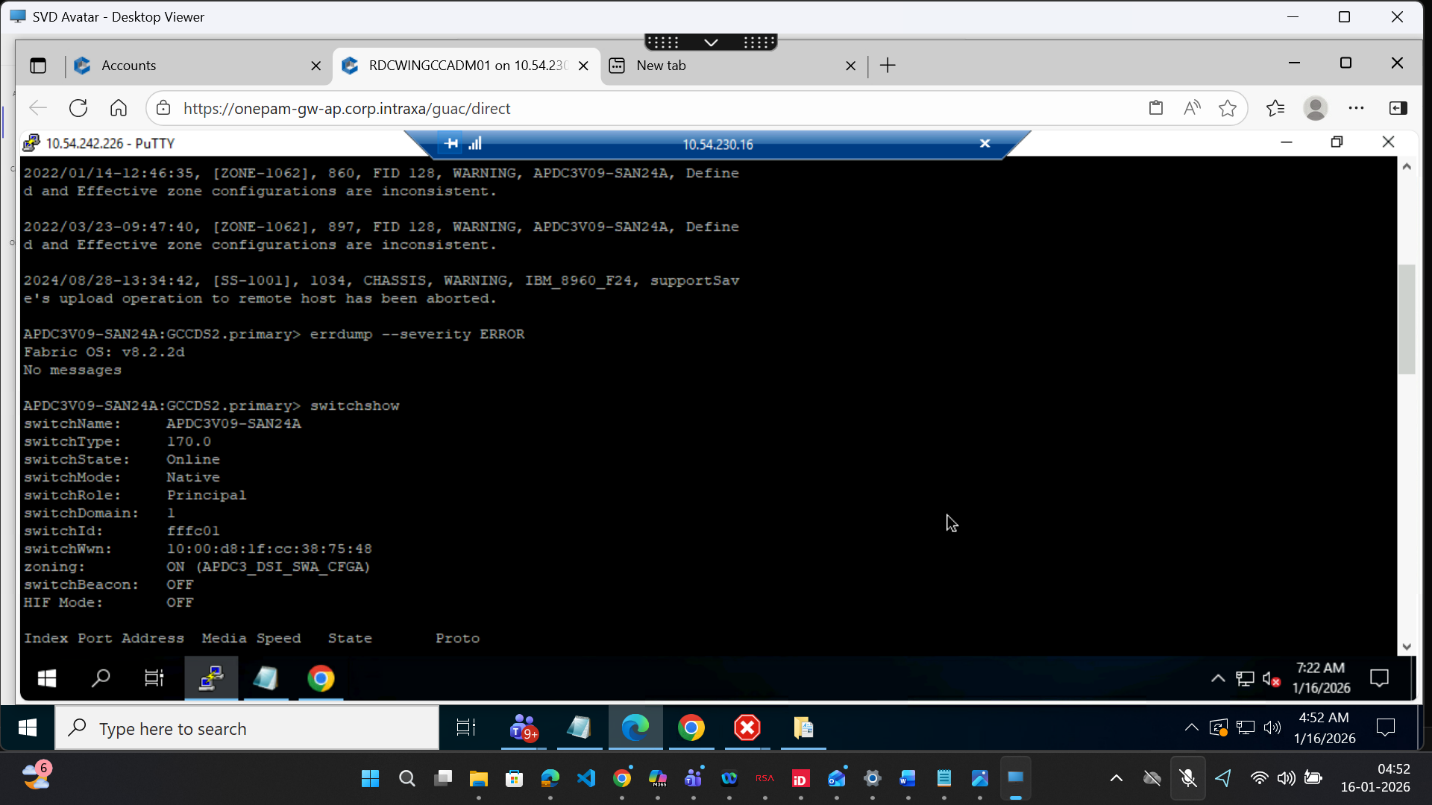 SVD Avatar - Desktop Viewer
Accounts
RDCWINGCCADM01 on 10.54.230
New tab
https://onepam-gw-ap.corp.intraxa/guac/direct
10.54.242.226 - PuTTY
10.54.230.16
2022/01/14-12:46:35, [ZONE-1062], 860, FID 128, WARNING, APDC3V09-SAN24A, Define
d and Effective zone configurations are inconsistent.
2022/03/23-09:47:40, [ZONE-1062], 897, FID 128, WARNING, APDC3V09-SAN24A, Define
d and Effective zone configurations are inconsistent.
2024/08/28-13:34:42, [SS-1001], 1034, CHASSIS, WARNING, IBM_8960_F24, supportSav
e's upload operation to remote host has been aborted.
APDC3V09-SAN24A:GCCDS2.primary> errdump --severity ERROR
Fabric OS: v8.2.2d
No messages
APDC3V09-SAN24A:GCCDS2.primary> switchshow
switchName: APDC3V09-SAN24A
switchType: 170.0
switchState: Online
switchMode: Native
switchRole: Principal
switchDomain: 1
switchId: fffc01
switchWwn: 10:00:d8:1f:cc:38:75:48
zoning: ON (APDC3_DSI_SWA_CFGA)
switchBeacon: OFF
HIF Mode: OFF
Index Port Address Media Speed State Proto
7:22 AM
1/16/2026
Type here to search
9+
4:52 AM
1/16/2026
6
M365
RSA
iD
04:52
16-01-2026